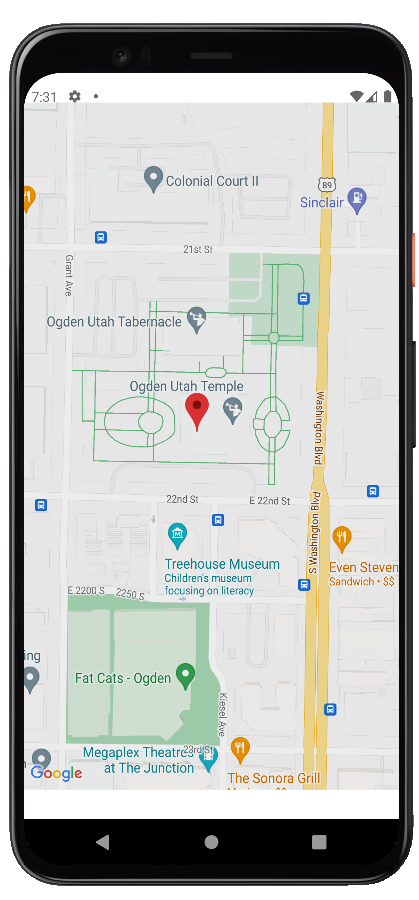 7:31
Colonial Court II
89
Sinclair
21st St
Grant Ave
Ogden Utah Tabernacle
Ogden Utah Temple
Washington Blvd
22nd St
E 22nd St
S Washington Blvd
Treehouse Museum
Children's museum
focusing on literacy
Even Steven
Sandwich • $$
E 2200 S
2250 S
ing
Fat Cats - Ogden
Kiesel Ave
23rd St
Megaplex Theatres
at The Junction
Google
The Sonora Grill